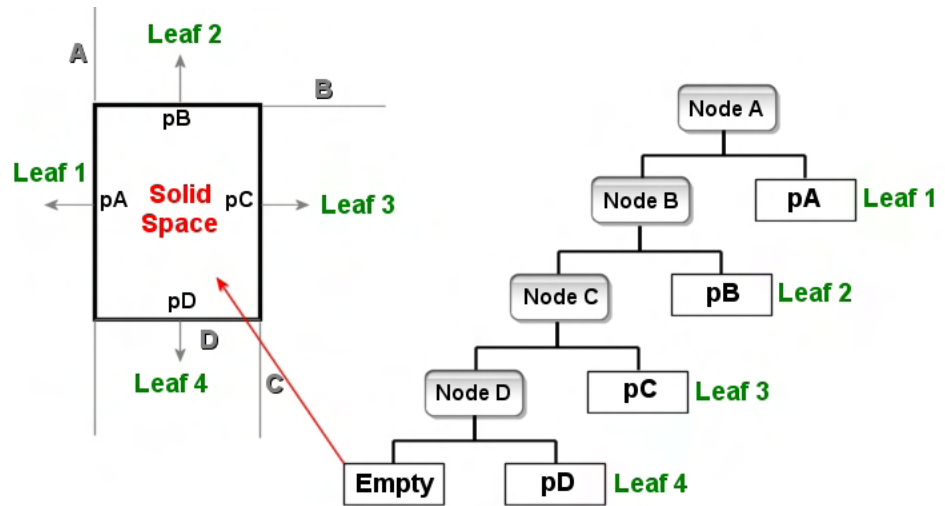 Leaf 2
A
B
pB
Leaf 1
pA
Solid
Space
pC
Leaf 3
pD
D
Leaf 4
C
Node A
Node B
pA
Leaf 1
Node C
pB
Leaf 2
Node D
pC
Leaf 3
Empty
pD
Leaf 4